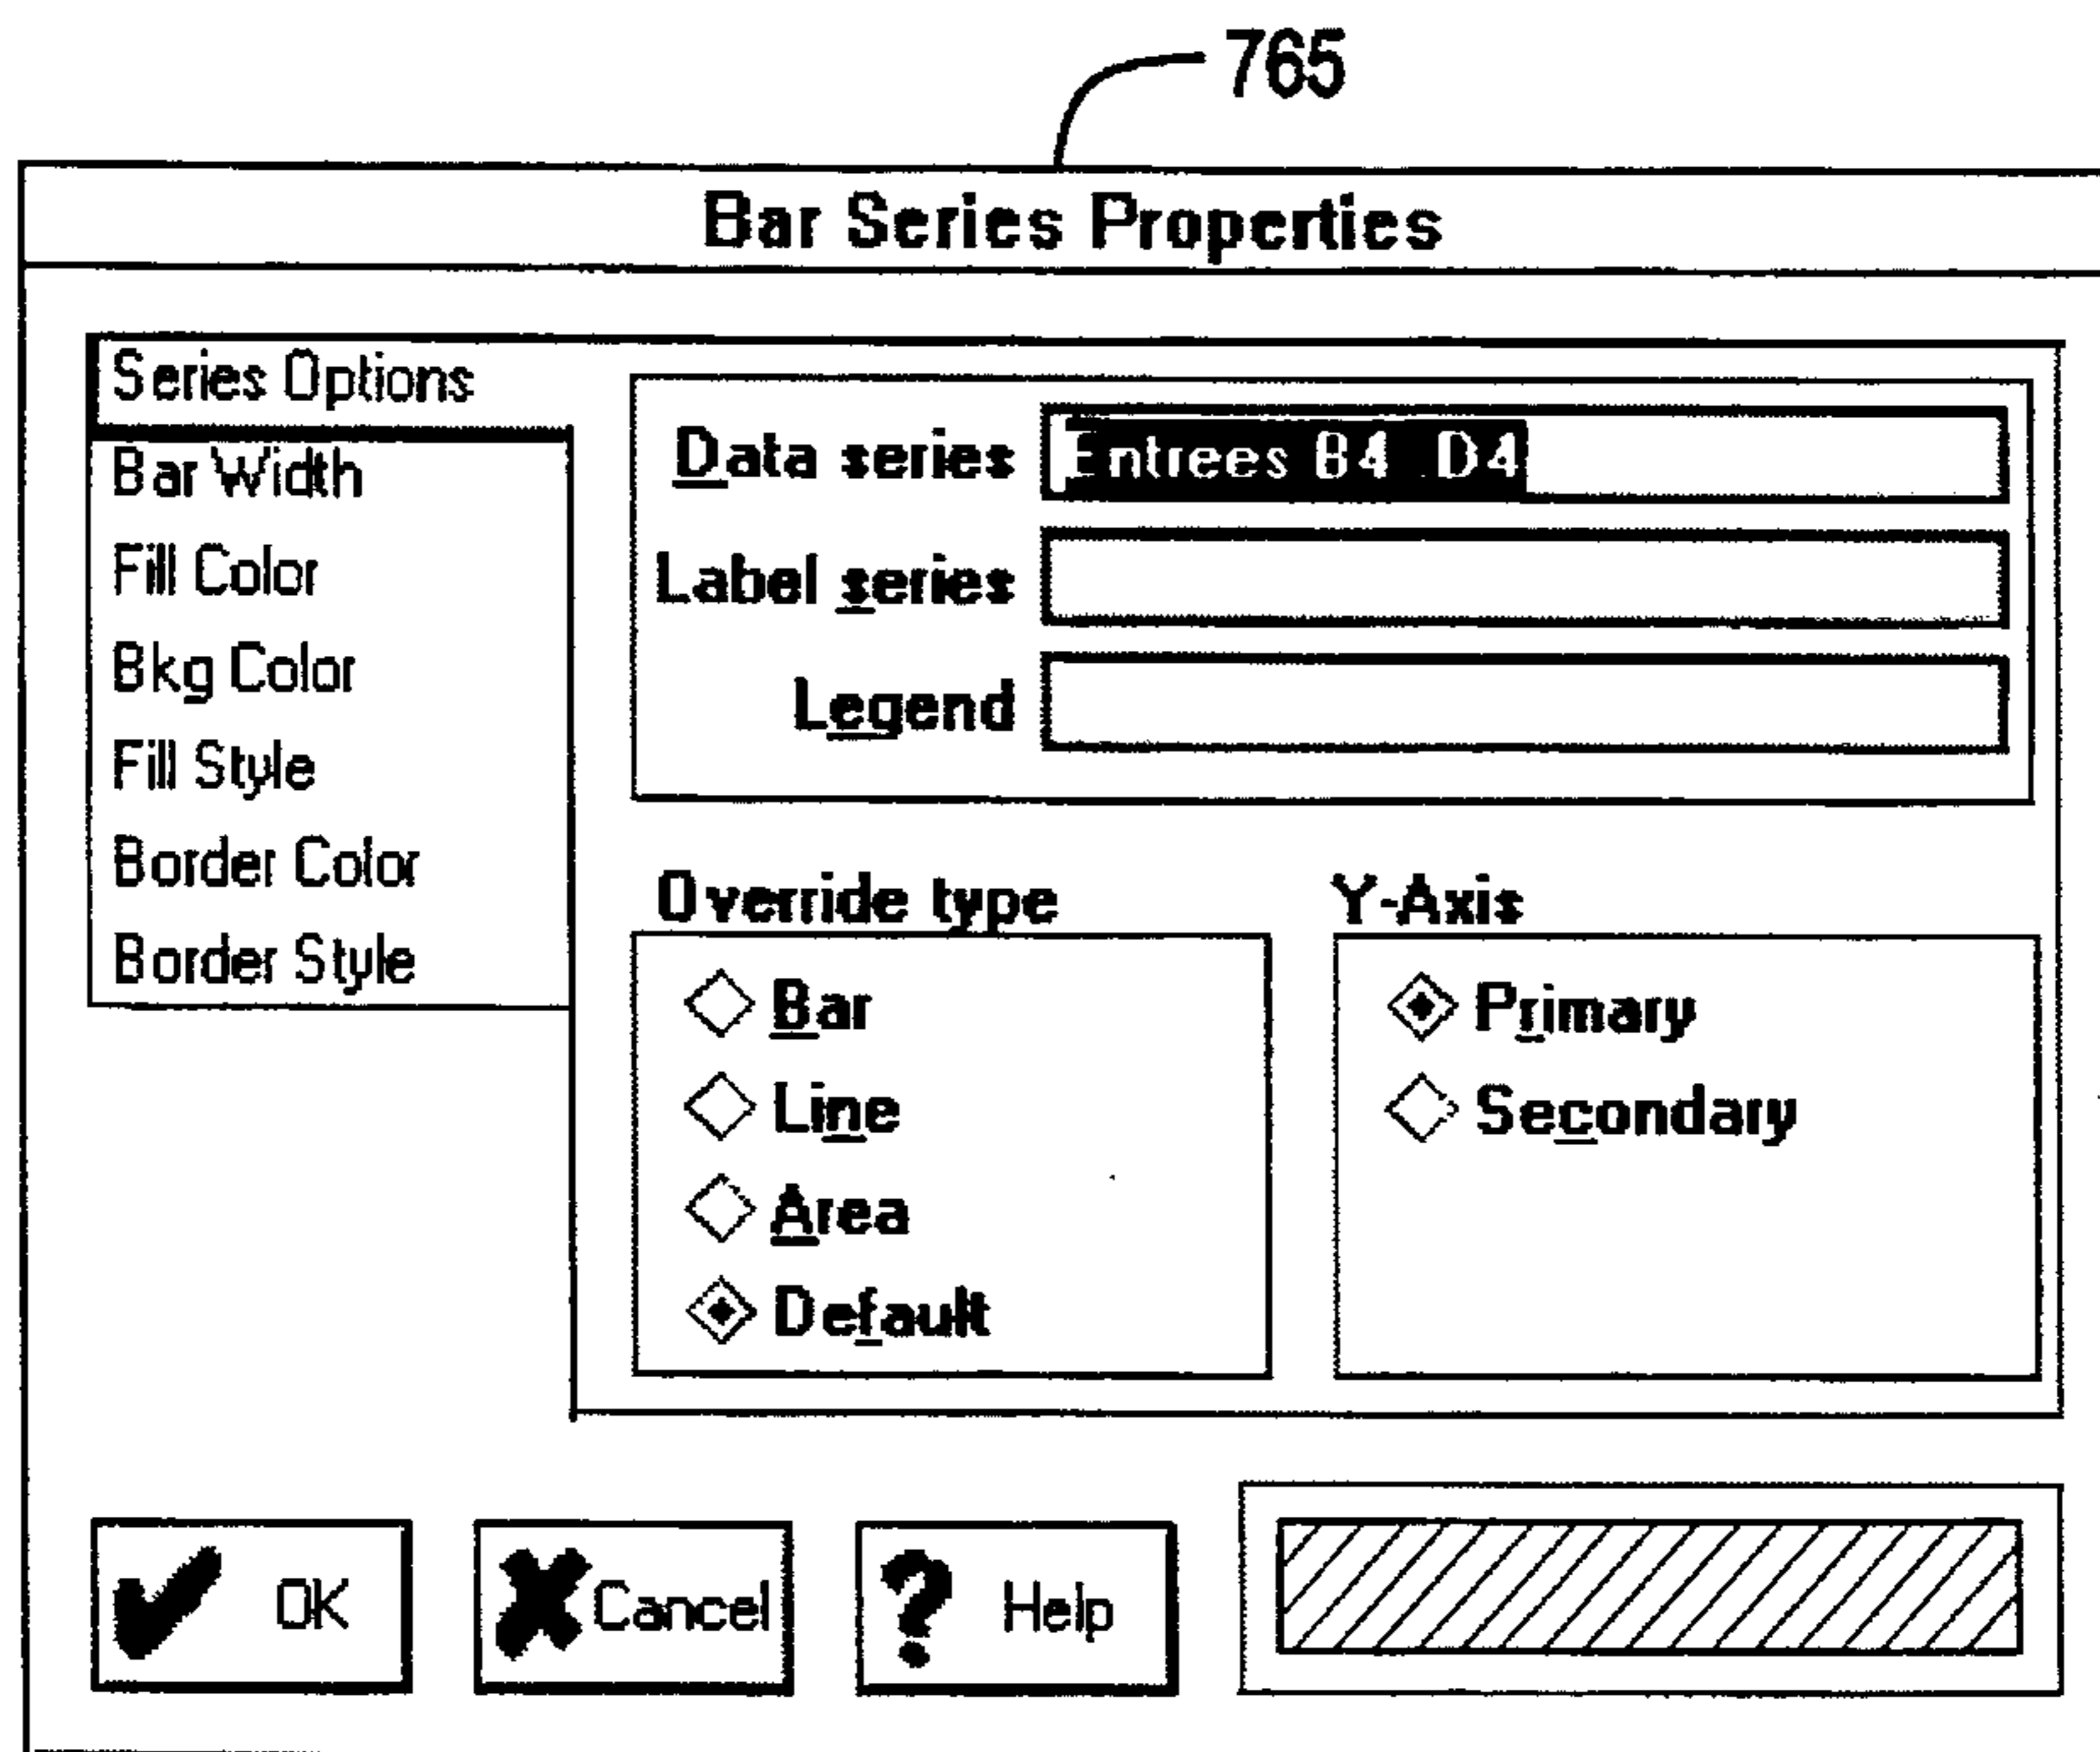 765
Bar Series Properties
Series Options
Bar Width
Fill Color
Bkg Color
Fill Style
Border Color
Border Style
Data series Entrees B4 .D4
Label series
Legend
Override type
Bar
Line
Area
Default
Y-Axis
Primary
Secondary
OK
Cancel
Help